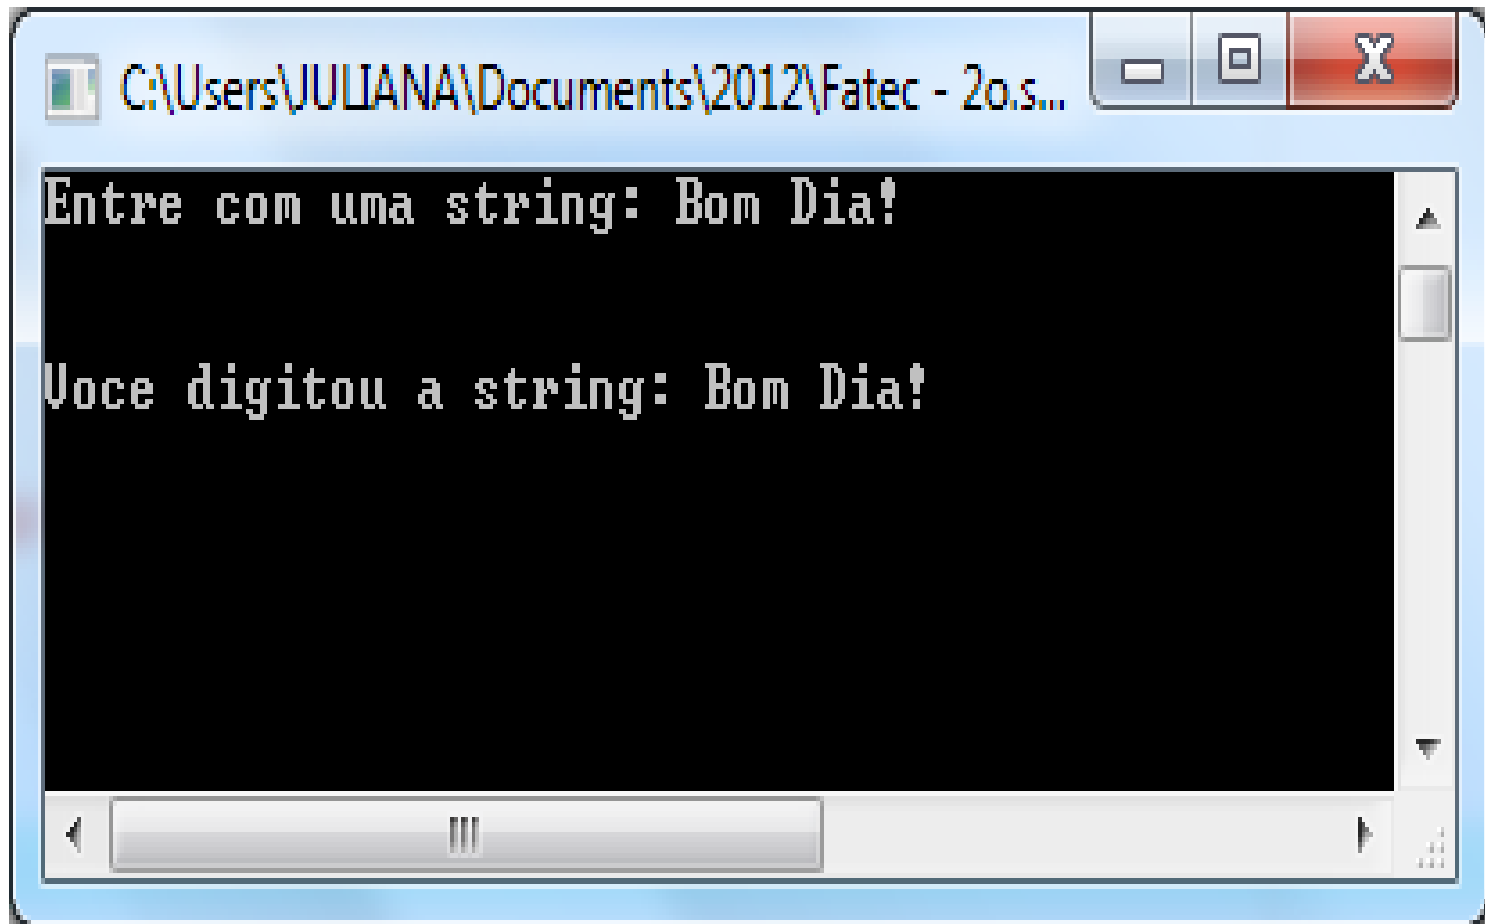 C:\Users\JULIANA\Documents\2012\Fatec - 2o.s...
Entre com uma string: Bom Dia!
Voce digitou a string: Bom Dia!